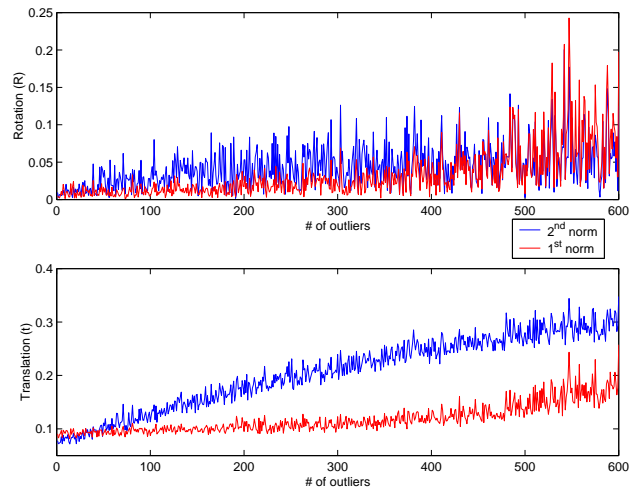 0.25
0.2
0.15
0.1
0.05
0
Rotation (R)
0 100 200 300 400 500 600
# of outliers
2nd norm
1st norm
0.4
0.3
0.2
0.1
Translation (t)
0 100 200 300 400 500 600
# of outliers